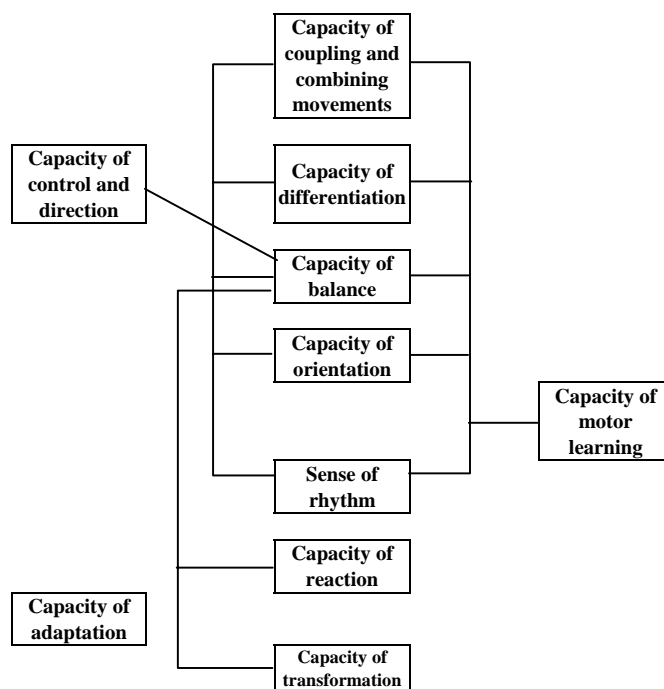 Capacity of
coupling and
combining
movements
Capacity of
control and
direction
Capacity of
differentiation
Capacity of
balance
Capacity of
orientation
Capacity of
motor
learning
Sense of
rhythm
Capacity of
reaction
Capacity of
adaptation
Capacity of
transformation